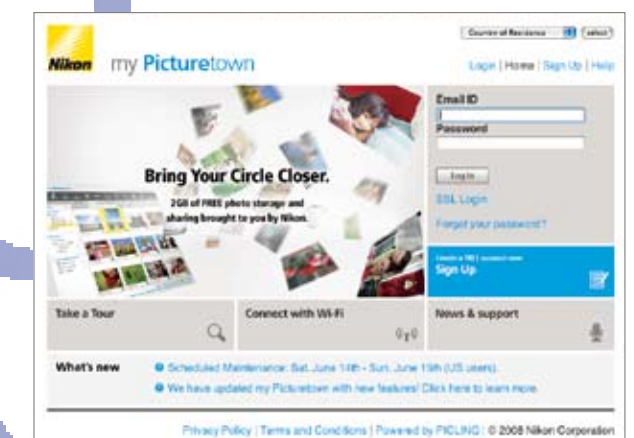 Country of Residence (select)
Nikon my Picturetown
Login | Home | Sign Up | Help
Email ID
Password
Log in
SSL Login
Forgot your password?
Bring Your Circle Closer.
2GB of FREE photo storage and
sharing brought to you by Nikon.
Sign Up
Take a Tour
Connect with Wi-Fi
News & support
What's new
Scheduled Maintenance: Sat. June 14th - Sun. June 15th (US users).
We have updated my Picturetown with new features! Click here to learn more.
Privacy Policy | Terms and Conditions | Powered by PICLING | © 2008 Nikon Corporation